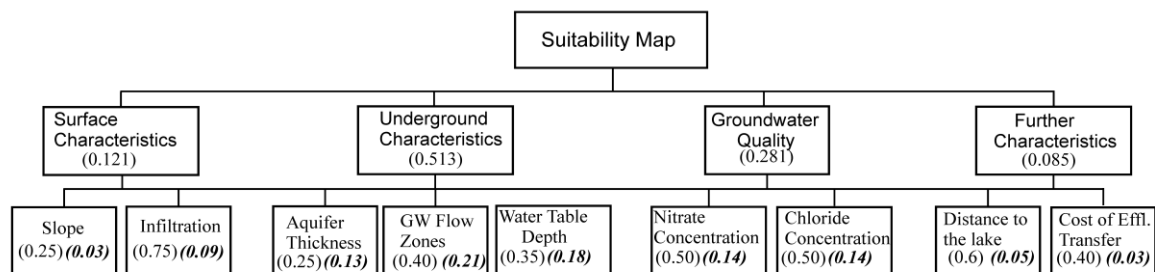 Suitability Map
Surface
Characteristics
(0.121)
Underground
Characteristics
(0.513)
Groundwater
Quality
(0.281)
Further
Characteristics
(0.085)
Slope
(0.25)(0.03)
Infiltration
(0.75)(0.09)
Aquifer
Thickness
(0.25)(0.13)
GW Flow
Zones
(0.40) (0.21)
Water Table
Depth
(0.35)(0.18)
Nitrate
Concentration
(0.50)(0.14)
Chloride
Concentration
(0.50)(0.14)
Distance to
the lake
(0.6) (0.05)
Cost of Effl.
Transfer
(0.40)(0.03)